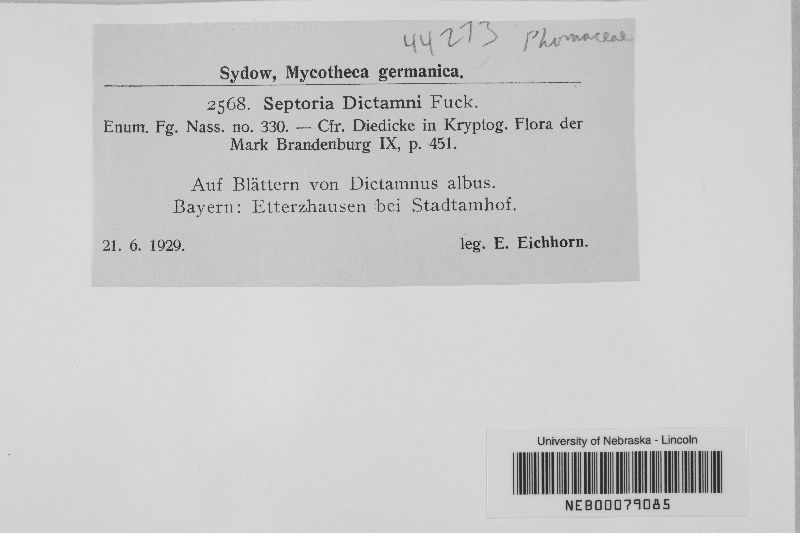 44273 Phomaceae
Sydow, Mycotheca germanica.
2568. Septoria Dictamni Fuck.
Enum. Fg. Nass. no. 330. — Cfr. Diedicke in Kryptog. Flora der
Mark Brandenburg IX, p. 451.
Auf Blättern von Dictamnus albus.
Bayern: Etterzhausen bei Stadtamhof.
21. 6. 1929. leg. E. Eichhorn.
University of Nebraska - Lincoln
NEB00079085